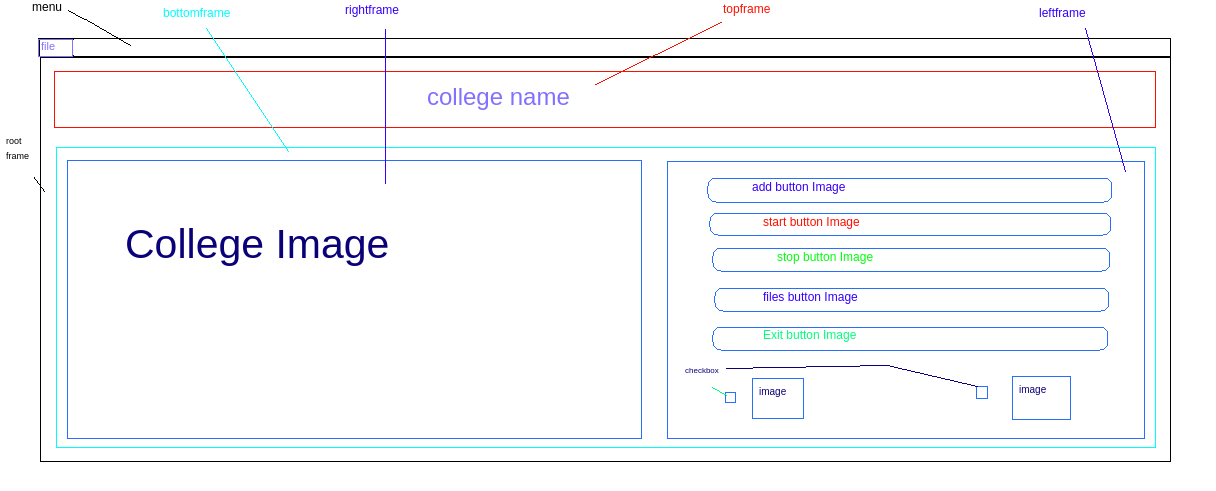 menu
bottomframe
rightframe
topframe
leftframe
file
college name
root
frame
College Image
add button Image
start button Image
stop button Image
files button Image
Exit button Image
checkbox
image
image